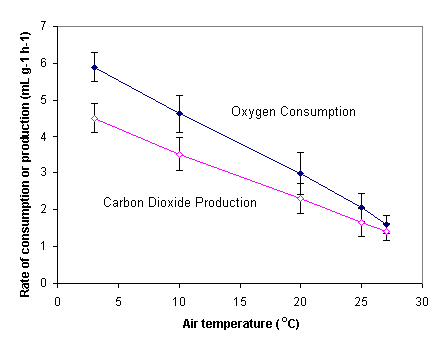 Rate of consumption or production (mL g-1 h-1)
7
6
5
4
3
2
1
0
Oxygen Consumption
Carbon Dioxide Production
0 5 10 15 20 25 30
Air temperature (°C)